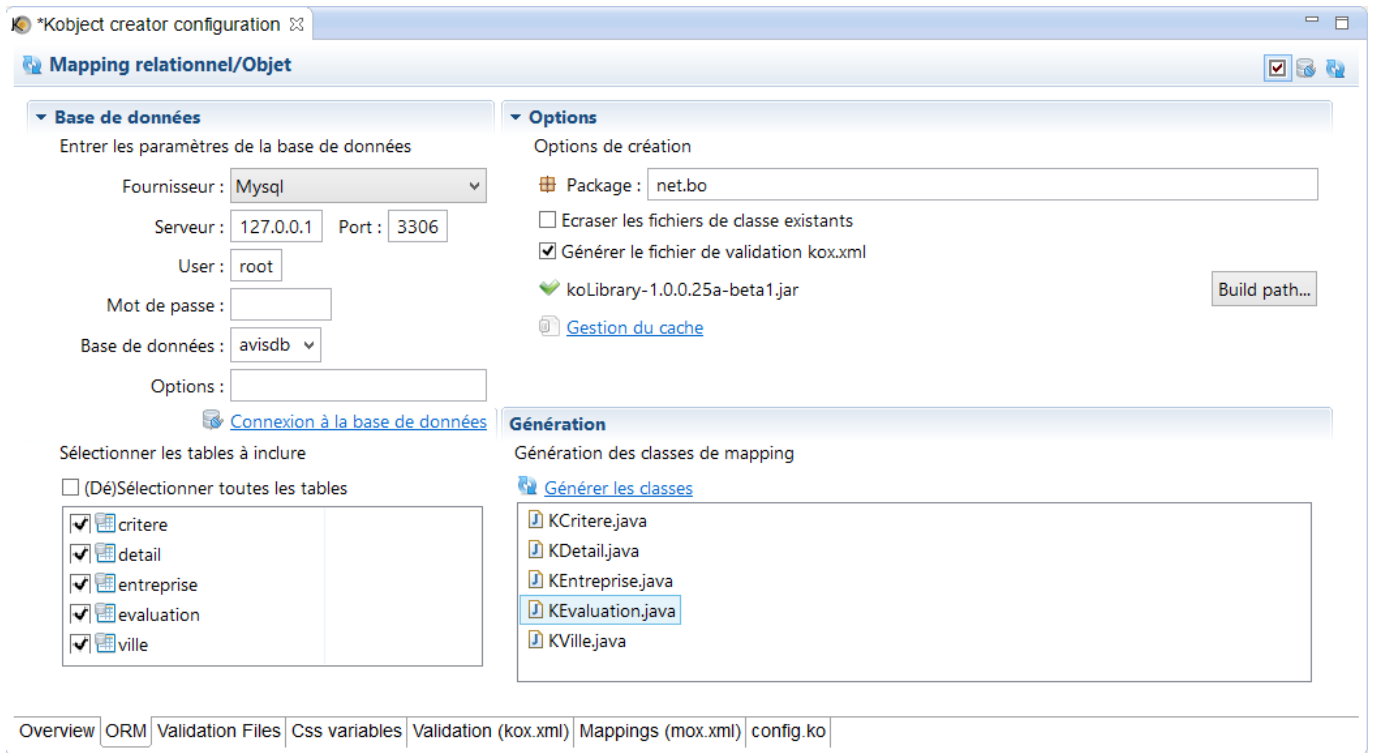 *Kobject creator configuration
Mapping relationnel/Objet
Base de données
Entrer les paramètres de la base de données
Fournisseur : Mysql
Serveur : 127.0.0.1 Port : 3306
User : root
Mot de passe :
Base de données : avisdb
Options :
Connexion à la base de données
Sélectionner les tables à inclure
(Dé)Sélectionner toutes les tables
critere
detail
entreprise
evaluation
ville
Options
Options de création
Package : net.bo
Ecraser les fichiers de classe existants
Générer le fichier de validation kox.xml
koLibrary-1.0.0.25a-beta1.jar Build path...
Gestion du cache
Génération
Génération des classes de mapping
Générer les classes
KCritere.java
KDetail.java
KEntreprise.java
KEvaluation.java
KVille.java
Overview ORM Validation Files Css variables Validation (kox.xml) Mappings (mox.xml) config.ko